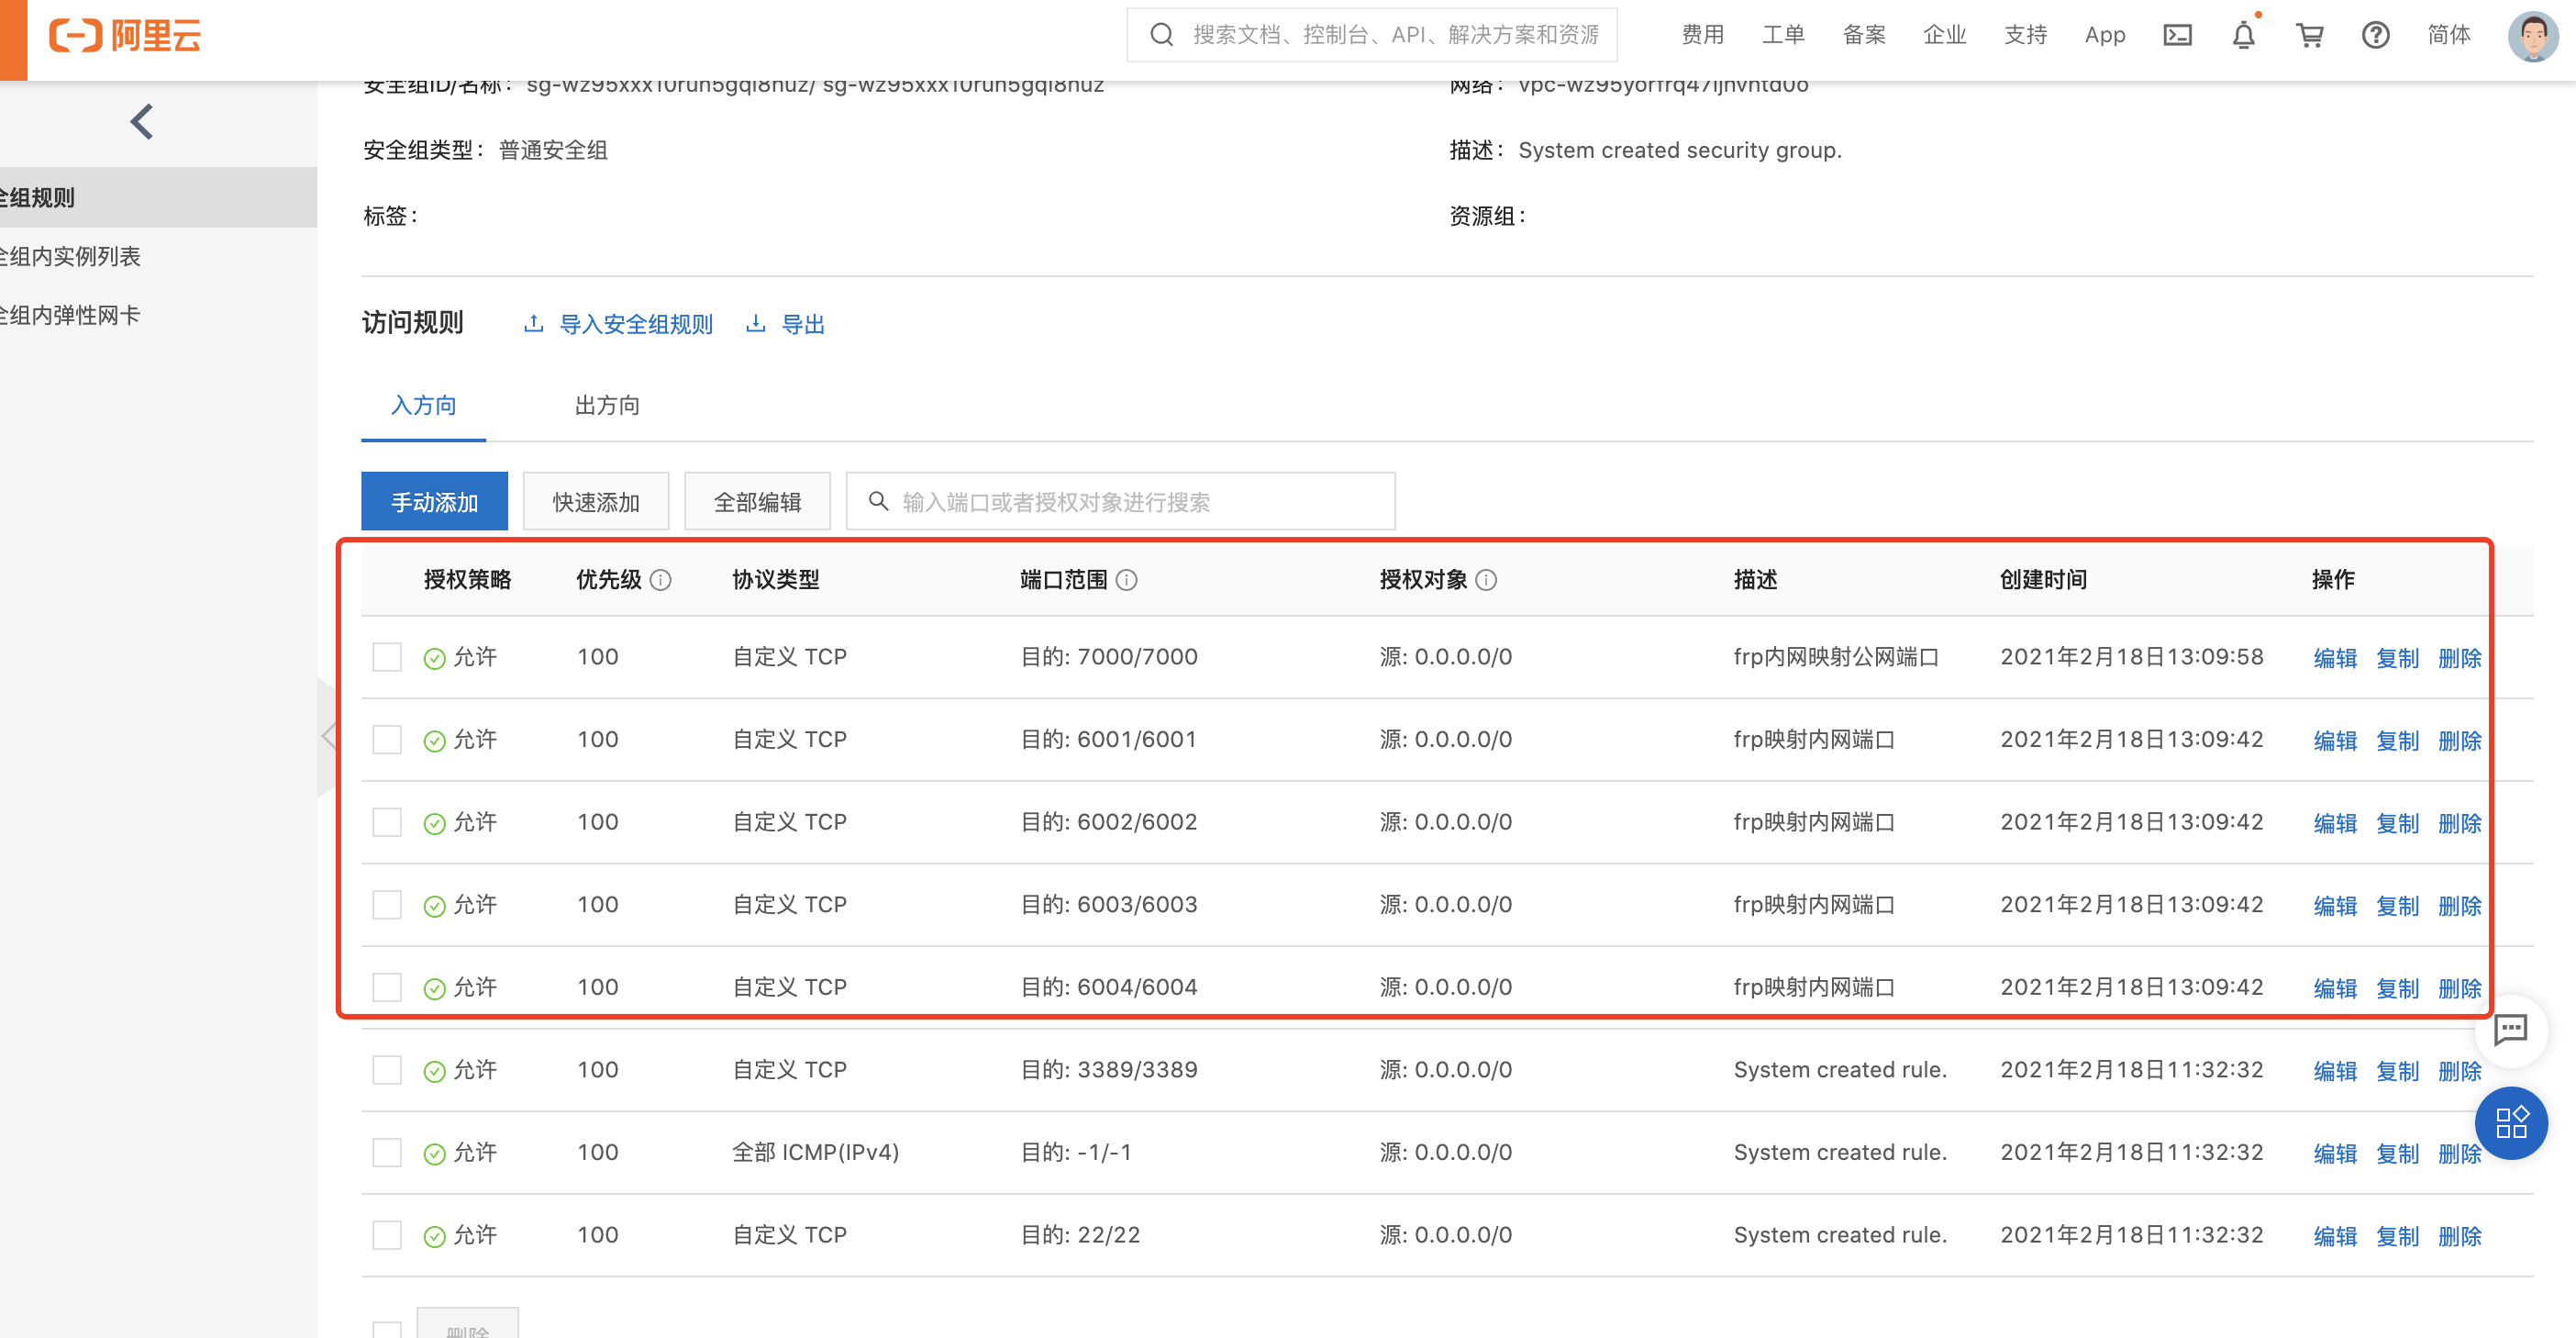 阿里云
搜索文档、控制台、API、解决方案和资源
费用 工单 备案 企业 支持 App 简体
安全组ID/名称： sg-wz95xxx10run5gqi8huz/ sg-wz95xxx10run5gqi8huz
网络：
安全组类型： 普通安全组
描述： System created security group.
标签：
资源组：
全组规则
全组内实例列表
全组内弹性网卡
访问规则 导入安全组规则 导出
入方向 出方向
手动添加 快速添加 全部编辑 输入端口或者授权对象进行搜索
授权策略 优先级 协议类型 端口范围 授权对象 描述 创建时间 操作
允许 100 自定义 TCP 目的: 7000/7000 源: 0.0.0.0/0 frp内网映射公网端口 2021年2月18日13:09:58 编辑 复制 删除
允许 100 自定义 TCP 目的: 6001/6001 源: 0.0.0.0/0 frp映射内网端口 2021年2月18日13:09:42 编辑 复制 删除
允许 100 自定义 TCP 目的: 6002/6002 源: 0.0.0.0/0 frp映射内网端口 2021年2月18日13:09:42 编辑 复制 删除
允许 100 自定义 TCP 目的: 6003/6003 源: 0.0.0.0/0 frp映射内网端口 2021年2月18日13:09:42 编辑 复制 删除
允许 100 自定义 TCP 目的: 6004/6004 源: 0.0.0.0/0 frp映射内网端口 2021年2月18日13:09:42 编辑 复制 删除
允许 100 自定义 TCP 目的: 3389/3389 源: 0.0.0.0/0 System created rule. 2021年2月18日11:32:32 编辑 复制 删除
允许 100 全部 ICMP(IPv4) 目的: -1/-1 源: 0.0.0.0/0 System created rule. 2021年2月18日11:32:32 编辑 复制 删除
允许 100 自定义 TCP 目的: 22/22 源: 0.0.0.0/0 System created rule. 2021年2月18日11:32:32 编辑 复制 删除
删除